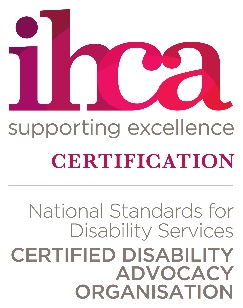 ihca
supporting excellence
CERTIFICATION
National Standards for
Disability Services
CERTIFIED DISABILITY
ADVOCACY
ORGANISATION